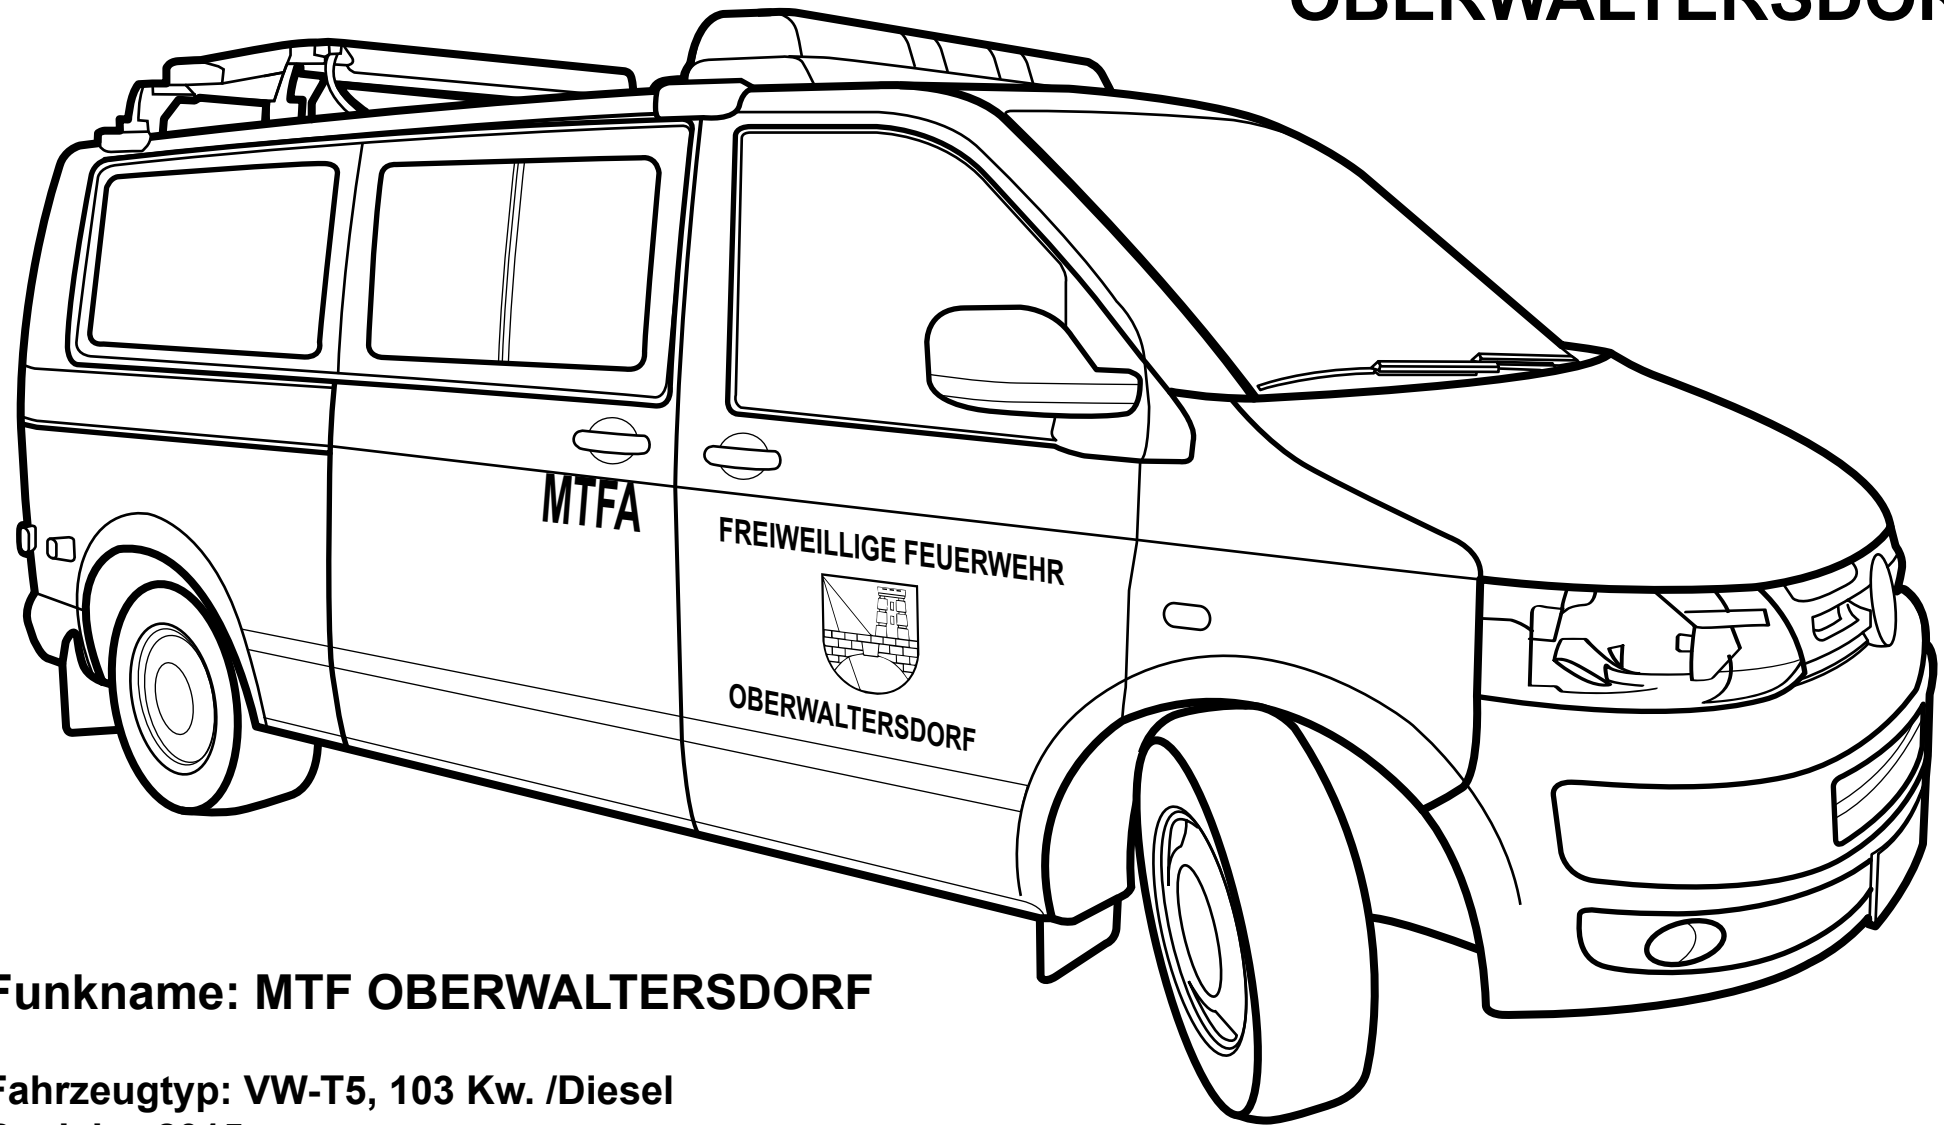 MTFA
FREIWEILLIGE FEUERWEHR
OBERWALTERSDORF
Funkname: MTF OBERWALTERSDORF
Fahrzeugtyp: VW-T5, 103 Kw. /Diesel